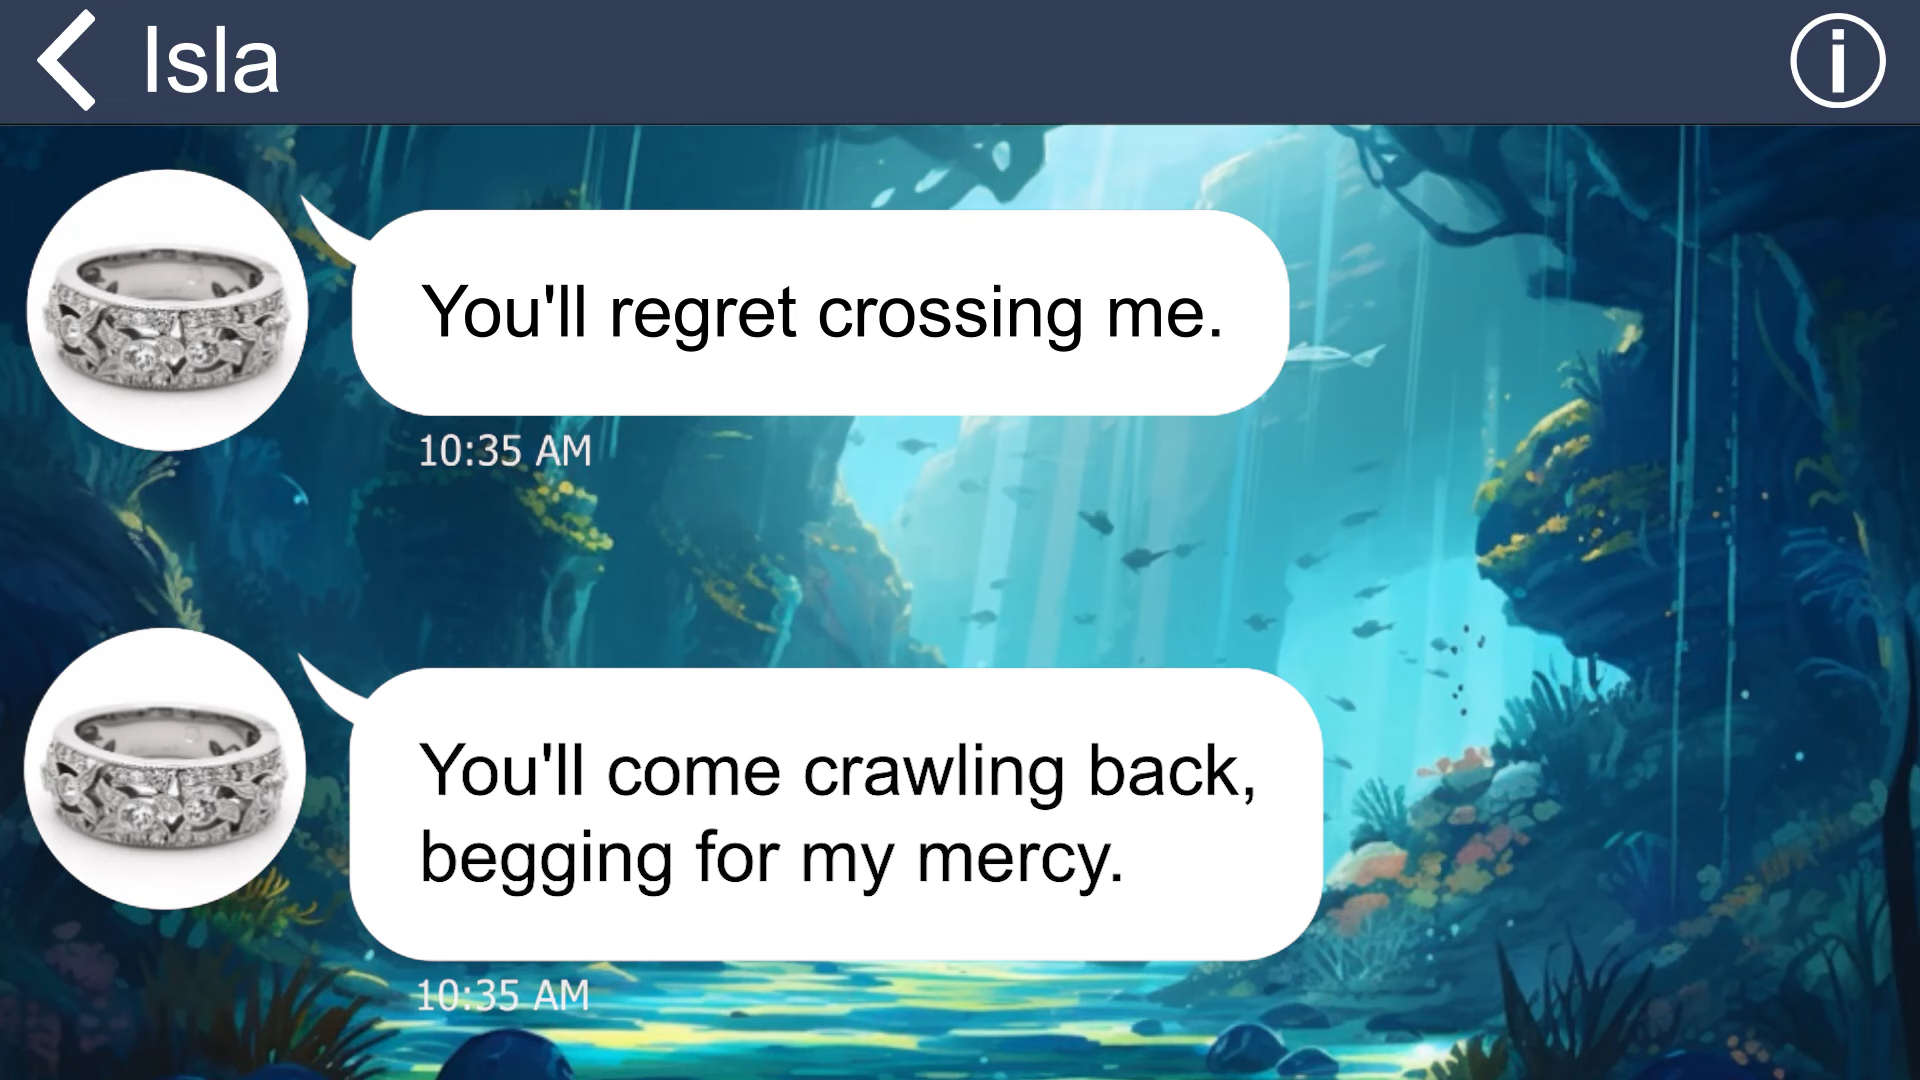 Isla
You'll regret crossing me.
10:35 AM
You'll come crawling back,
begging for my mercy.
10:35 AM